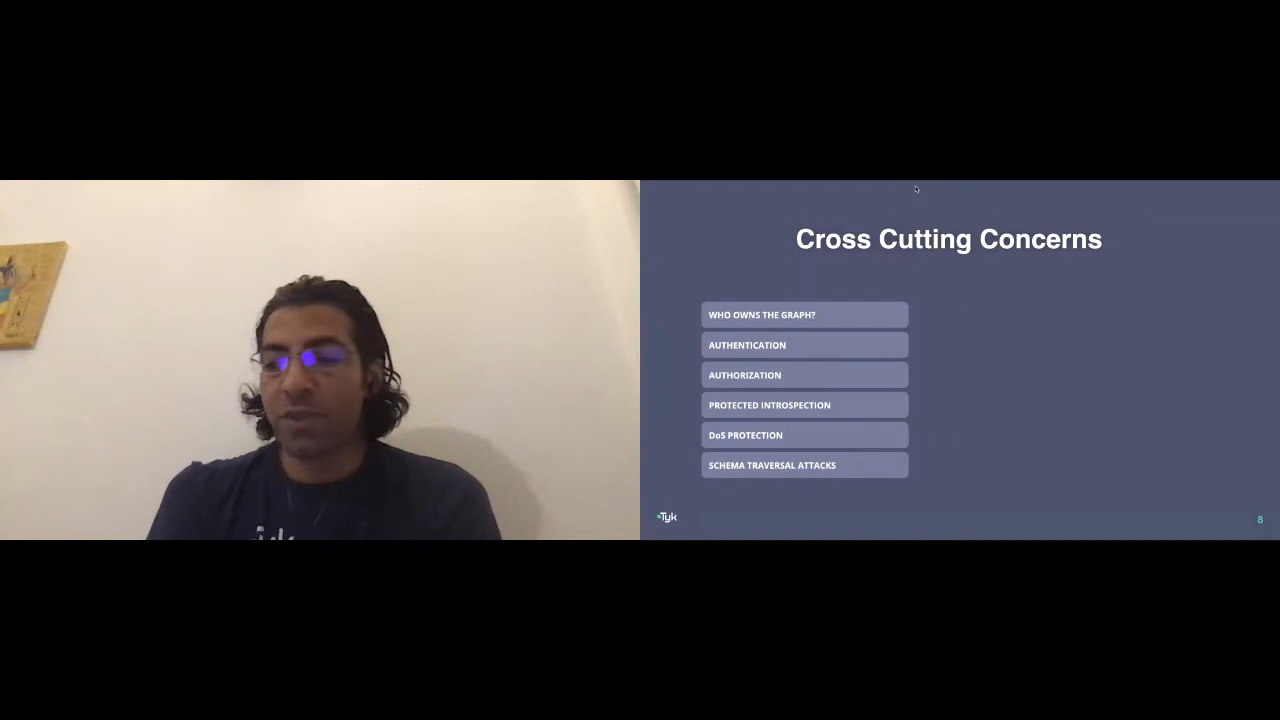 Cross Cutting Concerns
WHO OWNS THE GRAPH?
AUTHENTICATION
AUTHORIZATION
PROTECTED INTROSPECTION
DoS PROTECTION
SCHEMA TRAVERSAL ATTACKS
Tyk
8